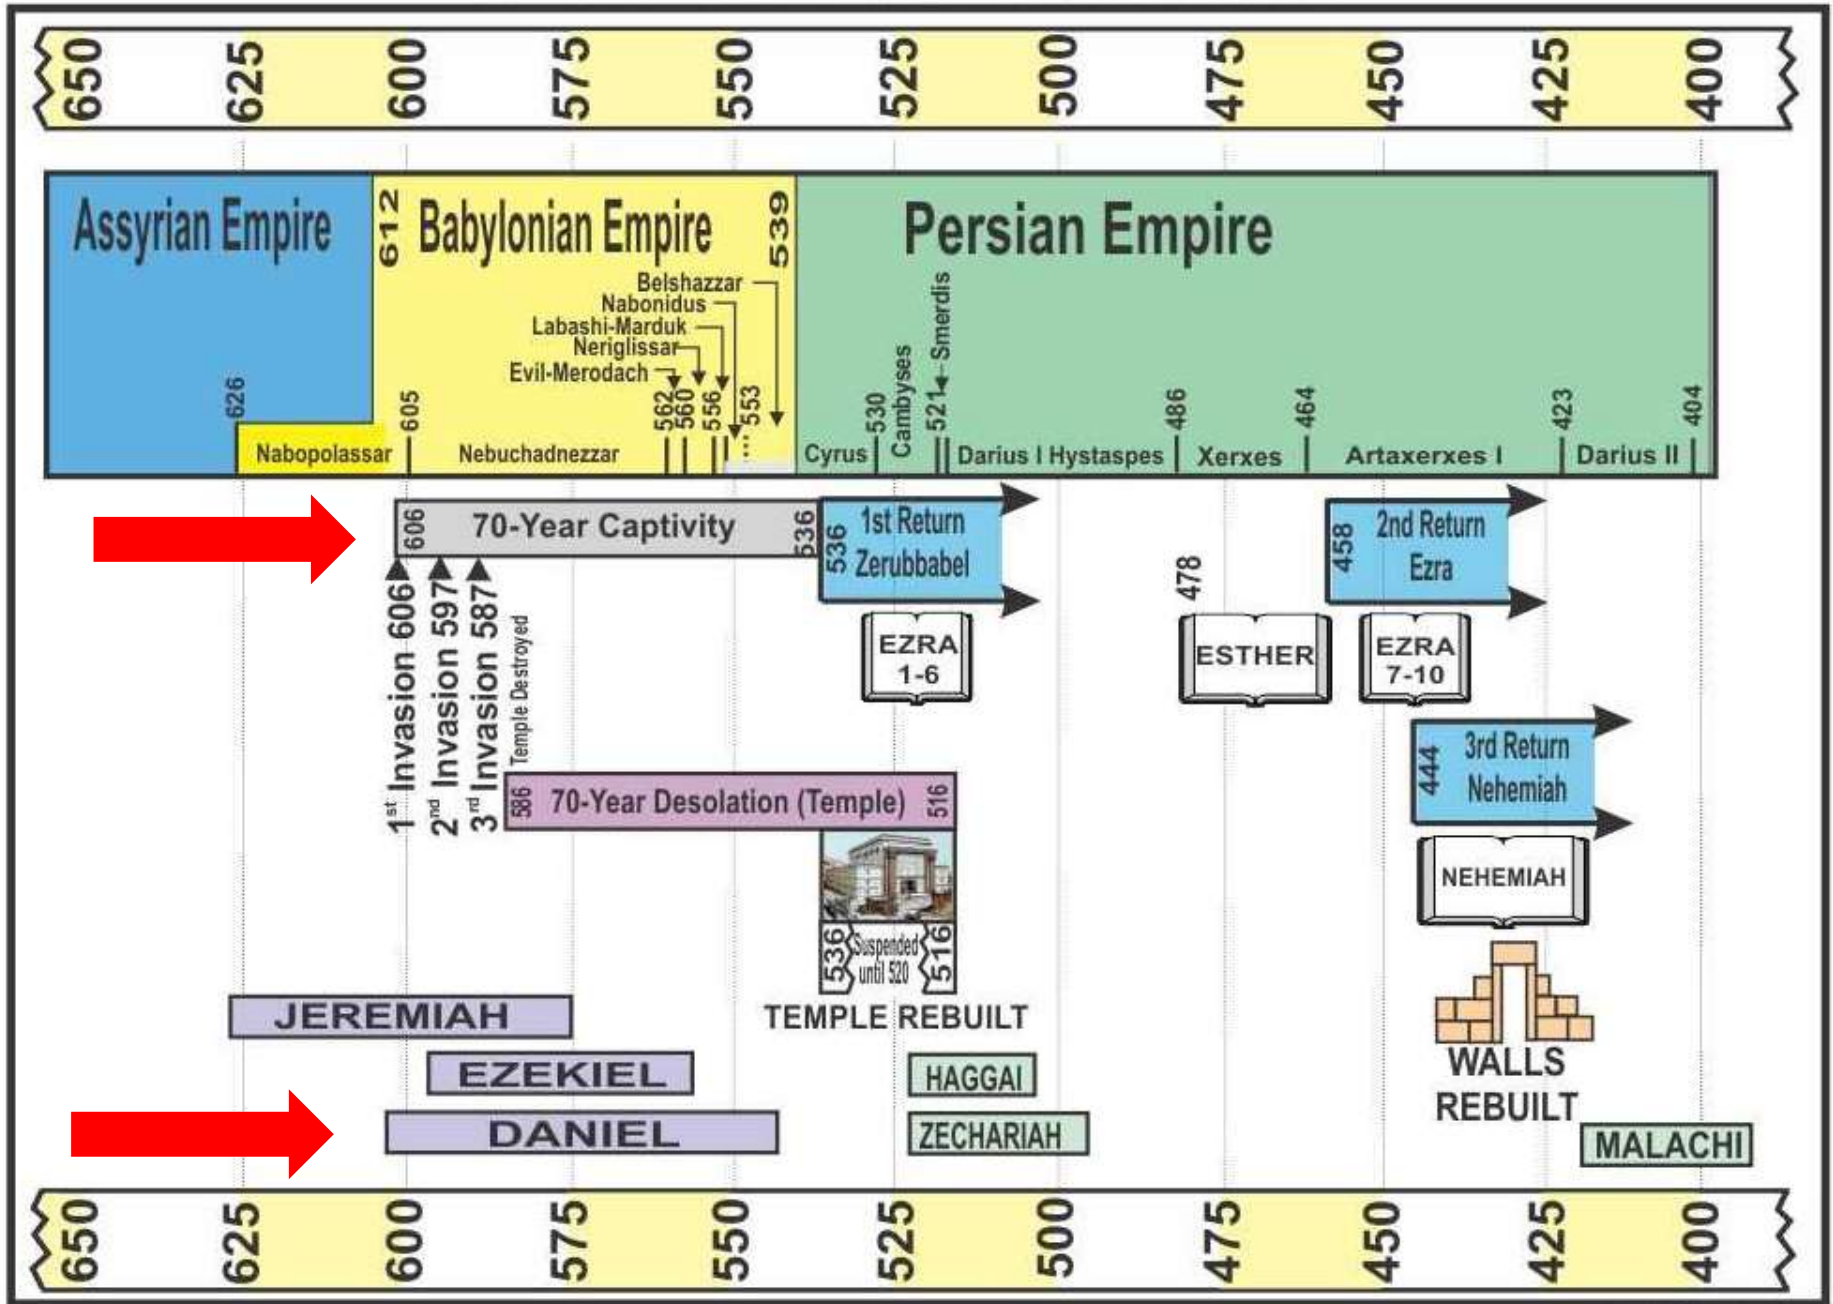 650 625 600 575 550 525 500 475 450 425 400
Assyrian Empire
612
Babylonian Empire
539
Persian Empire
Belshazzar
Nabonidus
Labashi-Marduk
Neriglissar
Evil-Merodach
626
605
562
560
556
553
530
Cambyses
521
Smerdis
486
464
423
404
Nabopolassar
Nebuchadnezzar
Cyrus
Darius I Hystaspes
Xerxes
Artaxerxes I
Darius II
606
70-Year Captivity
536
536
1st Return
Zerubbabel
458
2nd Return
Ezra
1st Invasion 606
2nd Invasion 597
3rd Invasion 587
Temple Destroyed
EZRA
1-6
478
ESTHER
EZRA
7-10
444
3rd Return
Nehemiah
586
70-Year Desolation (Temple)
516
NEHEMIAH
536
Suspended
until 520
516
TEMPLE REBUILT
WALLS
REBUILT
JEREMIAH
EZEKIEL
HAGGAI
DANIEL
ZECHARIAH
MALACHI
650 625 600 575 550 525 500 475 450 425 400